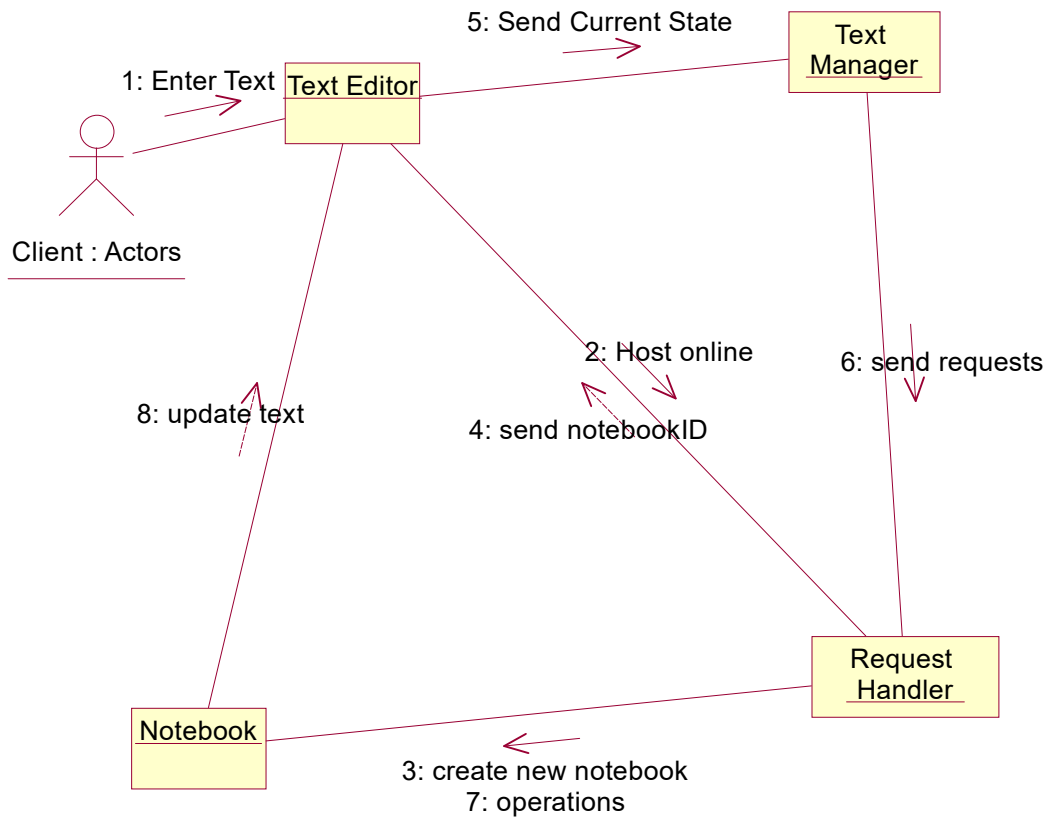 5: Send Current State
Text
Manager
1: Enter Text
Text Editor
Client : Actors
2: Host online
6: send requests
8: update text
4: send notebookID
Request
Handler
Notebook
3: create new notebook
7: operations